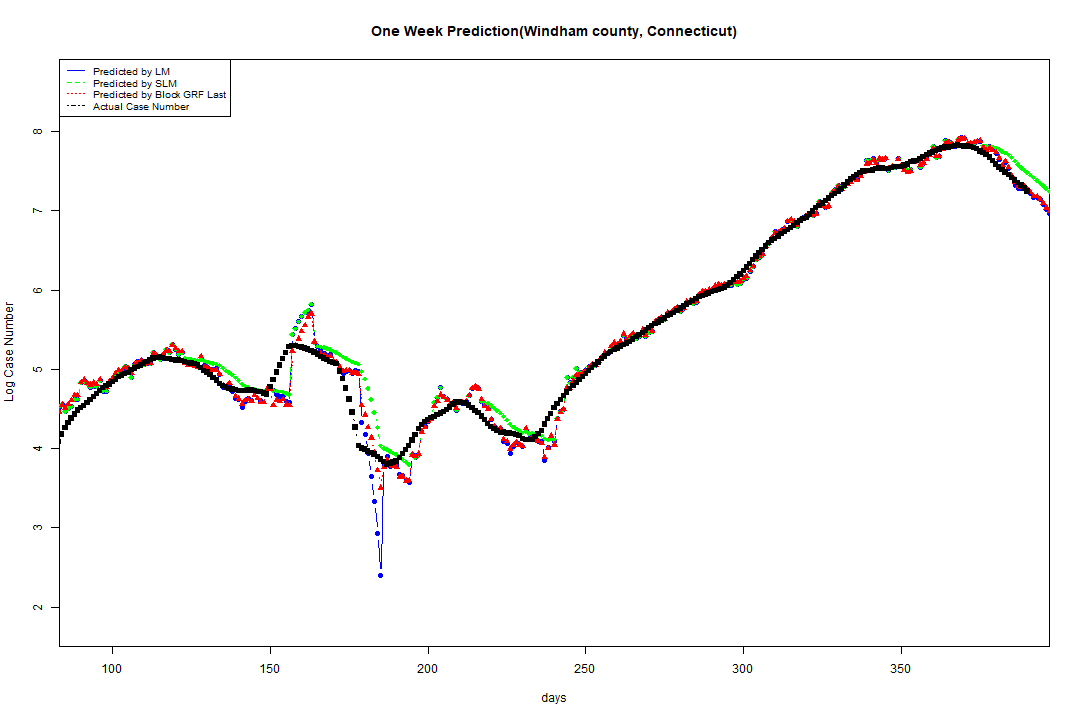 One Week Prediction(Windham county, Connecticut)
Predicted by LM
Predicted by SLM
Predicted by Block GRF Last
Actual Case Number
8
7
6
5
4
3
2
Log Case Number
100 150 200 250 300 350
days